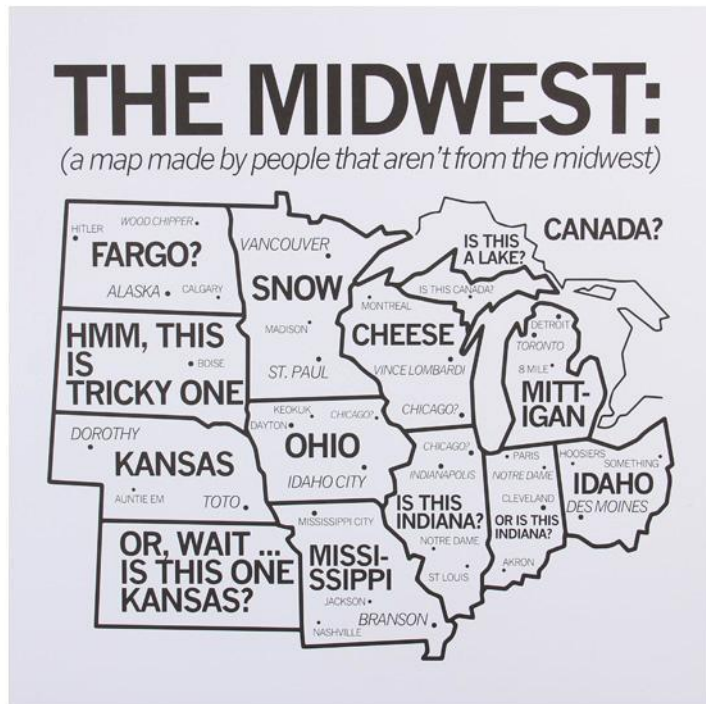 THE MIDWEST:
(a map made by people that aren't from the midwest)
HITLER
WOOD CHIPPER
FARGO?
ALASKA
CALGARY
VANCOUVER
SNOW
MADISON
ST. PAUL
IS THIS
A LAKE?
CANADA?
IS THIS CANADA?
MONTREAL
CHEESE
VINCE LOMBARDI
CHICAGO?
DETROIT
TORONTO
8 MILE
MITT-
IGAN
HMM, THIS
IS
BOISE
TRICKY ONE
DOROTHY
KANSAS
AUNTIE EM
TOTO
KEOKUK
CHICAGO?
DAYTON
OHIO
IDAHO CITY
CHICAGO?
INDIANAPOLIS
IS THIS
INDIANA?
NOTRE DAME
ST LOUIS
PARIS
NOTRE DAME
CLEVELAND
OR IS THIS
INDIANA?
AKRON
HOOSIERS
SOMETHING
IDAHO
DES MOINES
OR, WAIT ...
IS THIS ONE
KANSAS?
MISSISSIPPI CITY
MISSI-
SSIPPI
JACKSON
BRANSON
NASHVILLE